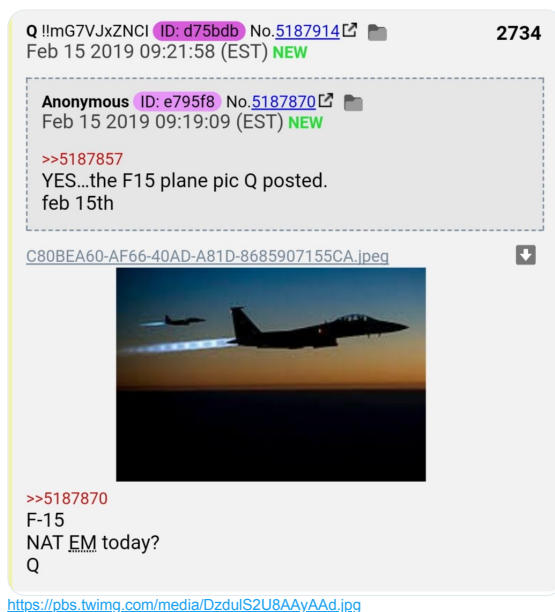 Q !!mG7VJxZNCI ID: d75bdb No.5187914 2734
Feb 15 2019 09:21:58 (EST) NEW
Anonymous ID: e795f8 No.5187870
Feb 15 2019 09:19:09 (EST) NEW
>>5187857
YES…the F15 plane pic Q posted.
feb 15th
C80BEA60-AF66-40AD-A81D-8685907155CA.jpeg
>>5187870
F-15
NAT EM today?
Q
https://pbs.twimg.com/media/DzdulS2U8AAyAAd.jpg